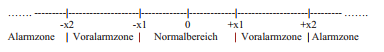 ....... -x2 -x1 0 +x1 +x2 .......
Alarmzone | Voralarmzone | Normalbereich | Voralarmzone | Alarmzone